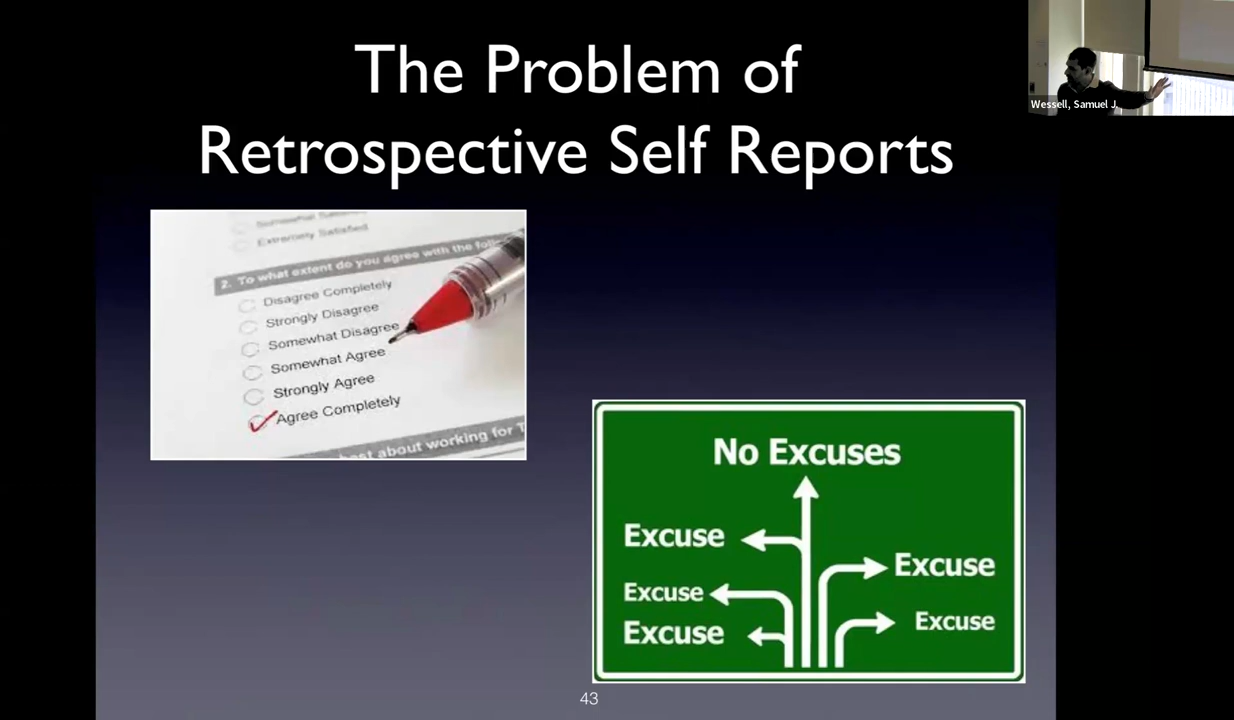 The Problem of
Retrospective Self Reports
Wessell, Samuel J.
Extremely Satisfied
2. To what extent do you agree with the
Disagree Completely
Strongly Disagree
Somewhat Disagree
Somewhat Agree
Strongly Agree
Agree Completely
about working for
No Excuses
Excuse
Excuse
Excuse
Excuse
Excuse
43